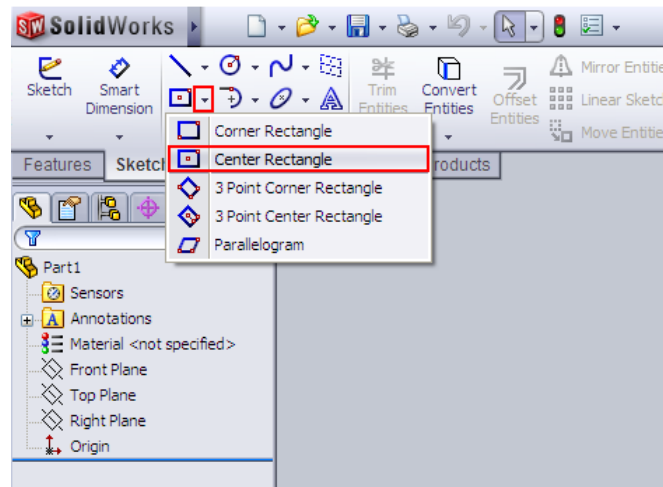 SolidWorks
Sketch
Smart
Dimension
Trim
Entities
Convert
Entities
Offset
Entities
Mirror Entitie
Linear Sketc
Move Entitie
Corner Rectangle
Center Rectangle
3 Point Corner Rectangle
3 Point Center Rectangle
Parallelogram
Features
Sketcl
roducts
Part1
Sensors
Annotations
Material <not specified>
Front Plane
Top Plane
Right Plane
Origin